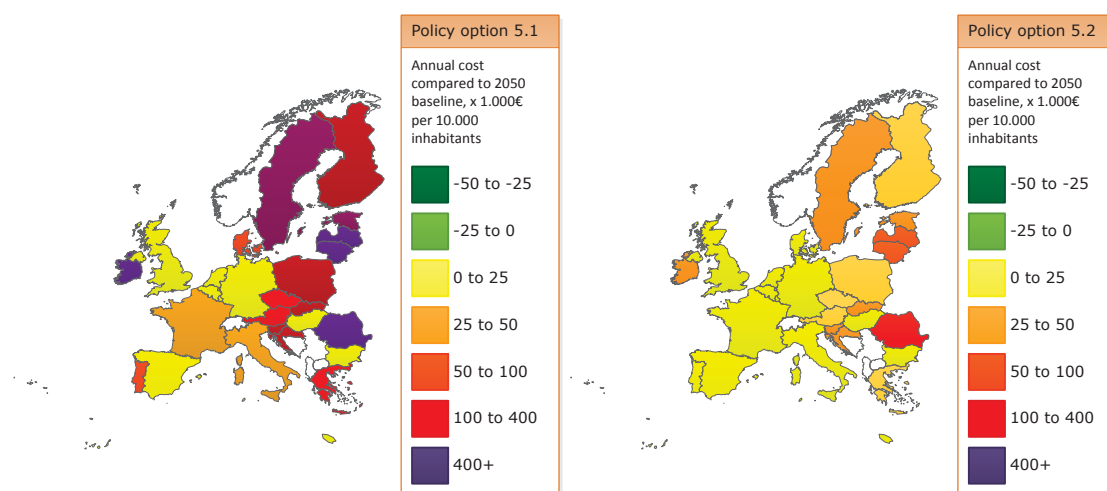 Policy option 5.1
Annual cost
compared to 2050
baseline, x 1.000€
per 10.000
inhabitants
-50 to -25
-25 to 0
0 to 25
25 to 50
50 to 100
100 to 400
400+
Policy option 5.2
Annual cost
compared to 2050
baseline, x 1.000€
per 10.000
inhabitants
-50 to -25
-25 to 0
0 to 25
25 to 50
50 to 100
100 to 400
400+